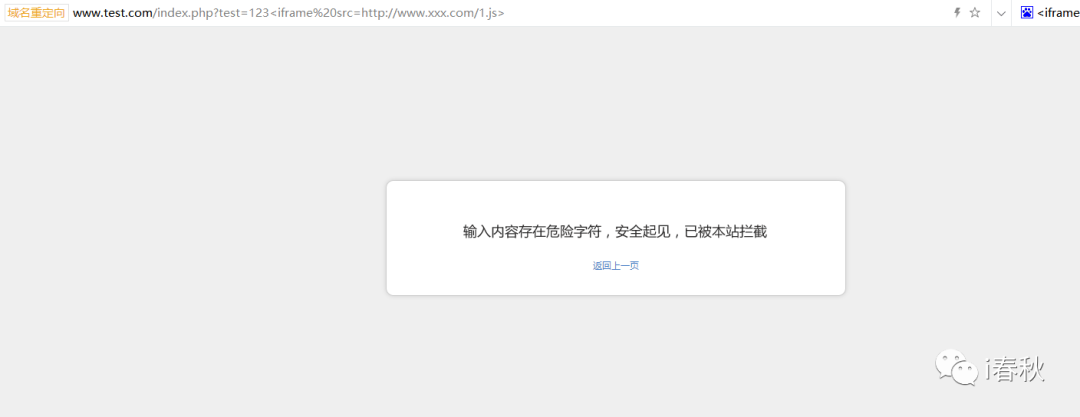 域名重定向 www.test.com/index.php?test=123<iframe%20src=http://www.xxx.com/1.js> <iframe
输入内容存在危险字符，安全起见，已被本站拦截
返回上一页
i春秋